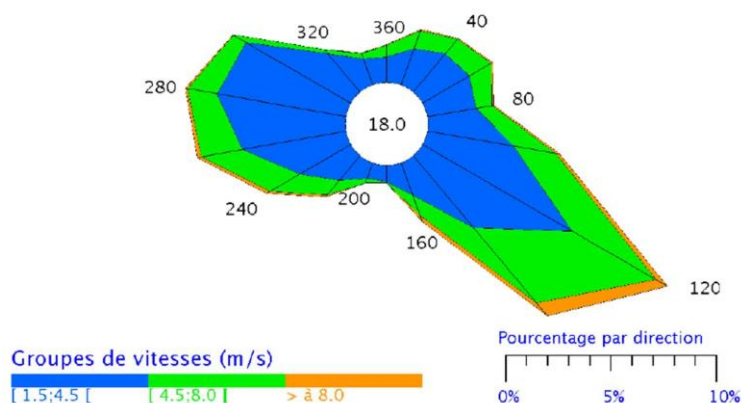 360
40
320
280
80
18.0
240
200
160
120
Groupes de vitesses (m/s)
[ 1.5;4.5 [
[ 4.5;8.0 ]
> à 8.0
Pourcentage par direction
0%
5%
10%